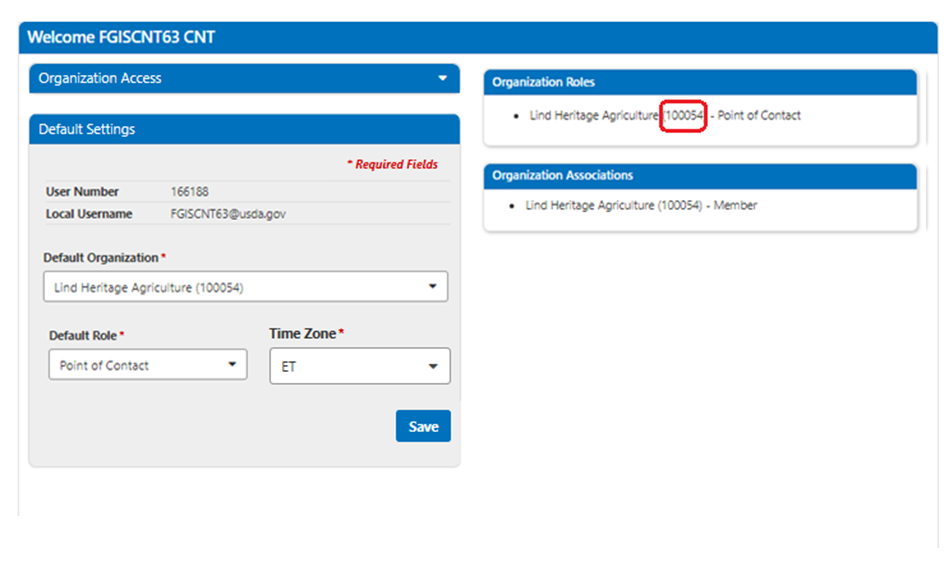 Welcome FGISCNT63 CNT
Organization Access
Default Settings
* Required Fields
User Number 166188
Local Username FGISCNT63@usda.gov
Default Organization *
Lind Heritage Agriculture (100054)
Default Role * Time Zone *
Point of Contact ET
Save
Organization Roles
• Lind Heritage Agriculture (100054) - Point of Contact
Organization Associations
• Lind Heritage Agriculture (100054) - Member